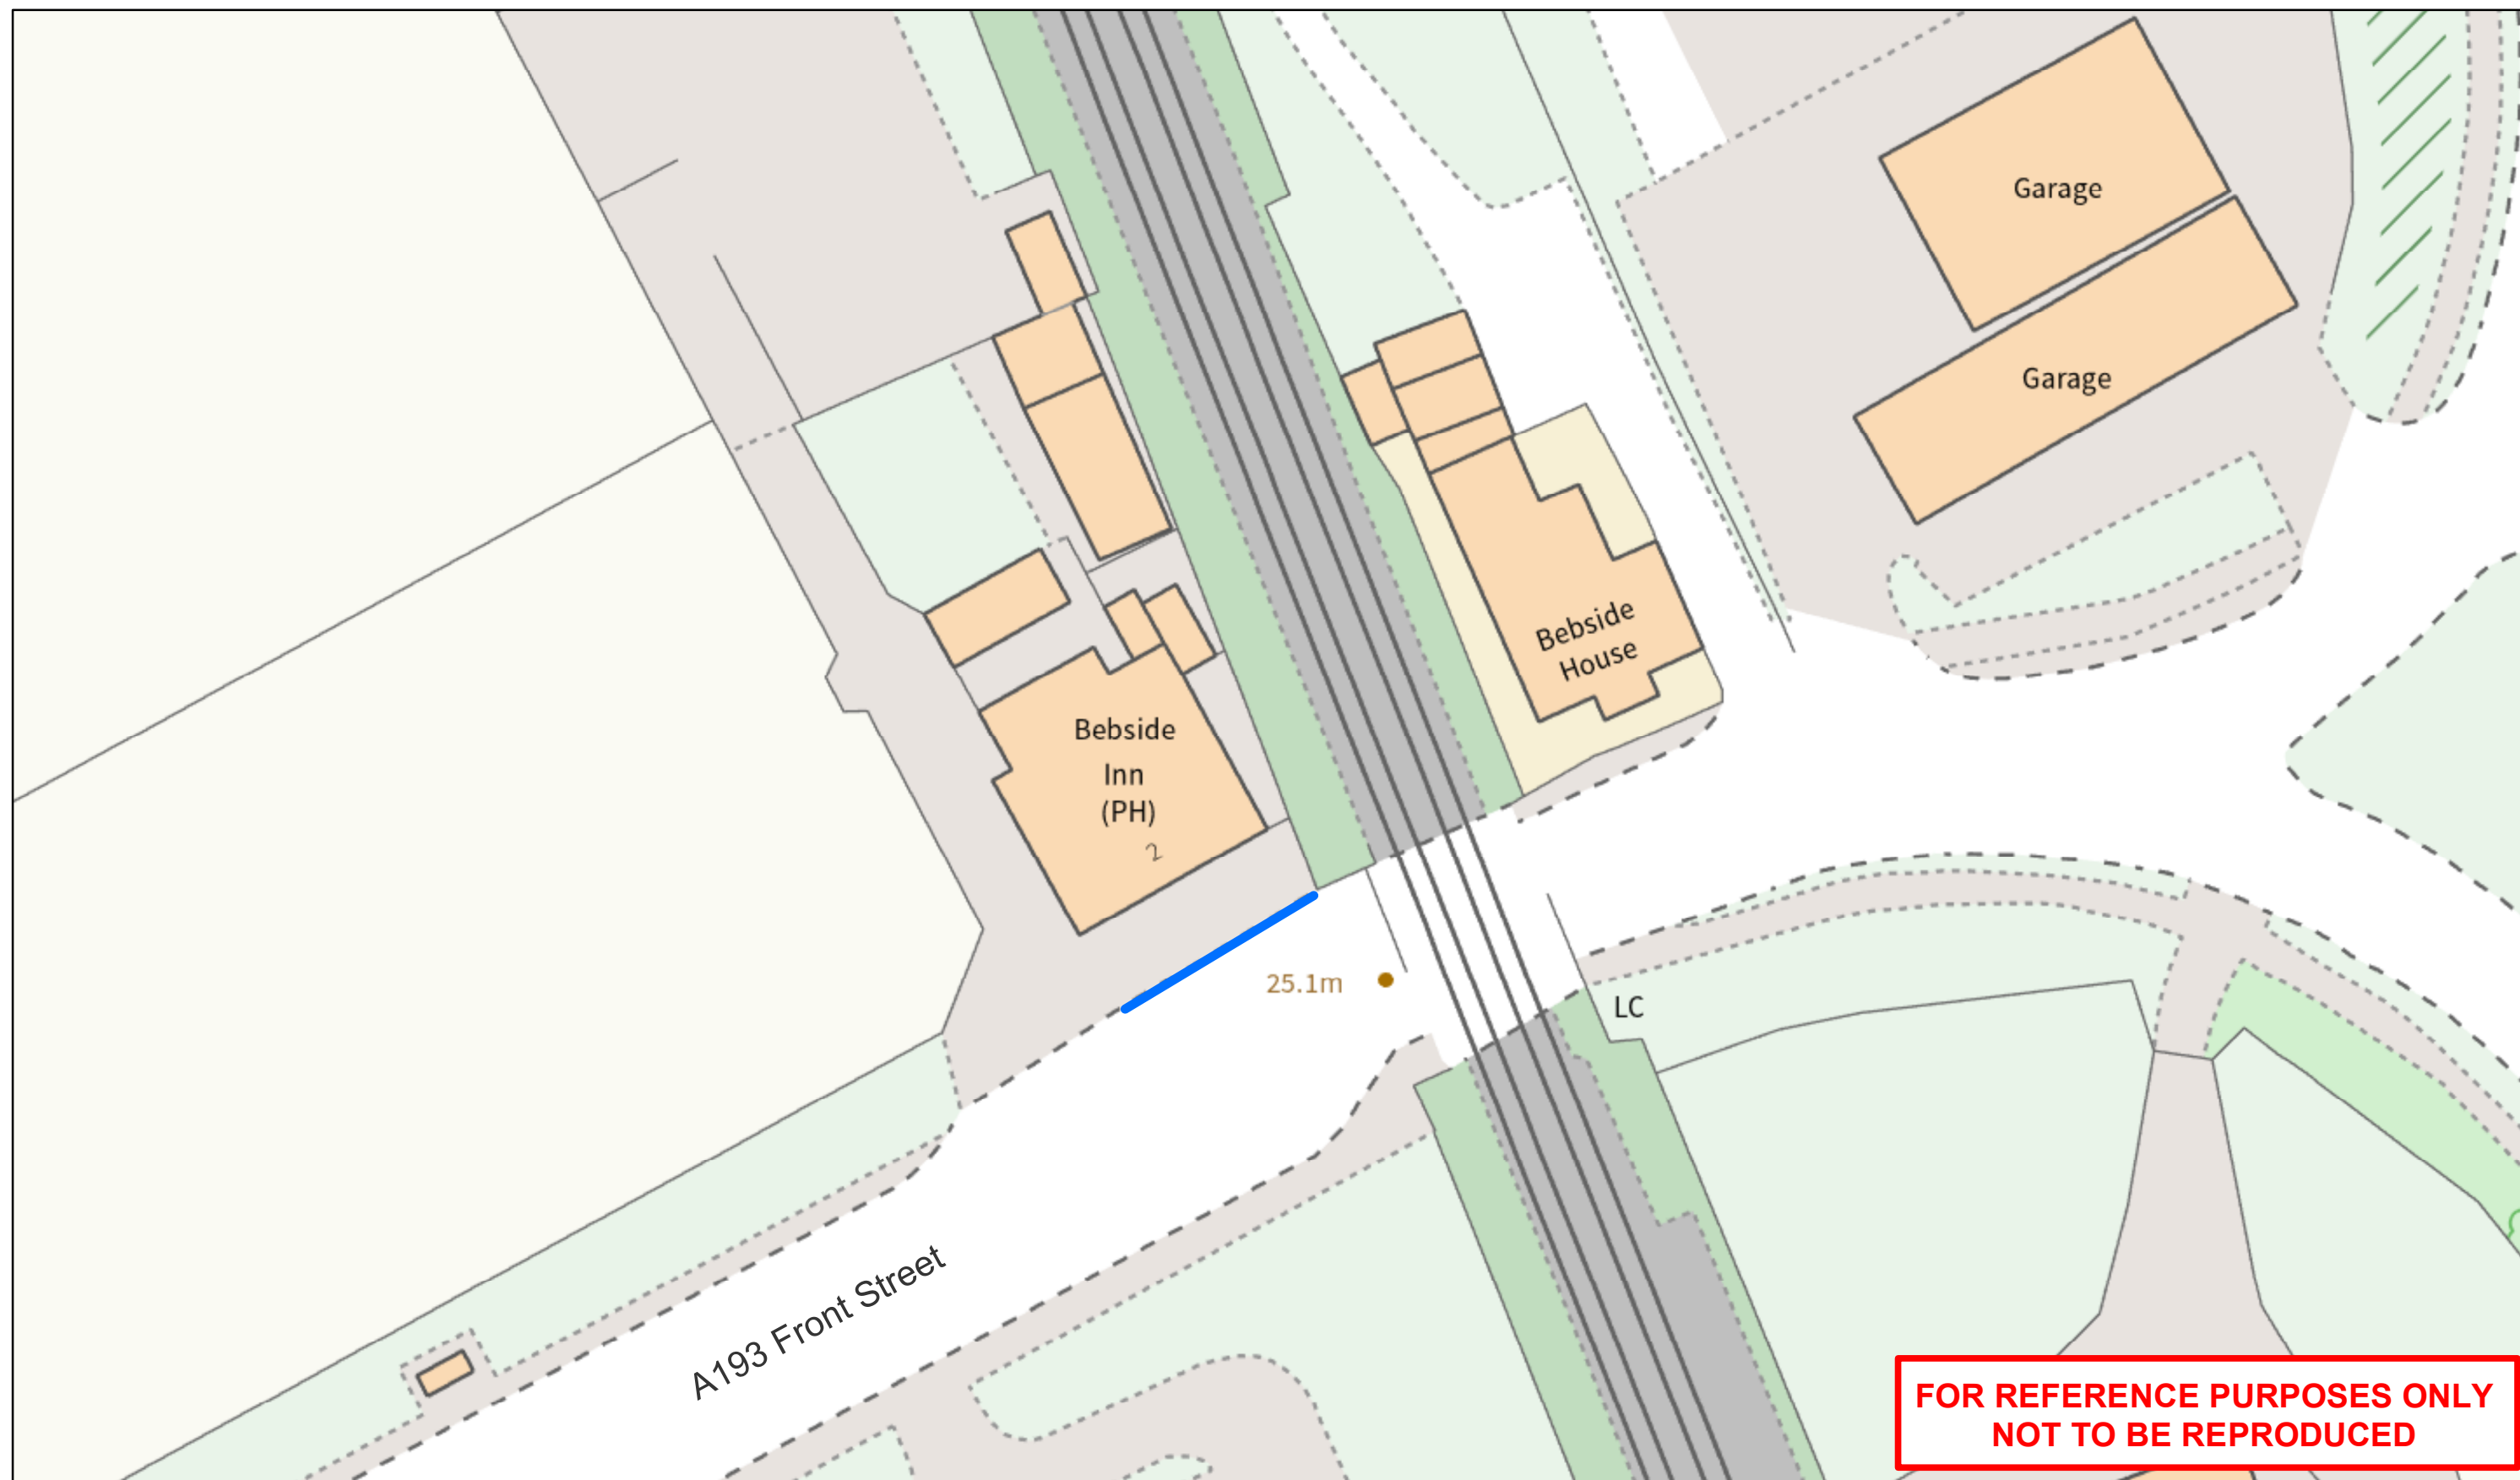 Garage
Garage
Bebside
House
Bebside
Inn
(PH)
2
25.1m
LC
A193 Front Street
FOR REFERENCE PURPOSES ONLY
NOT TO BE REPRODUCED